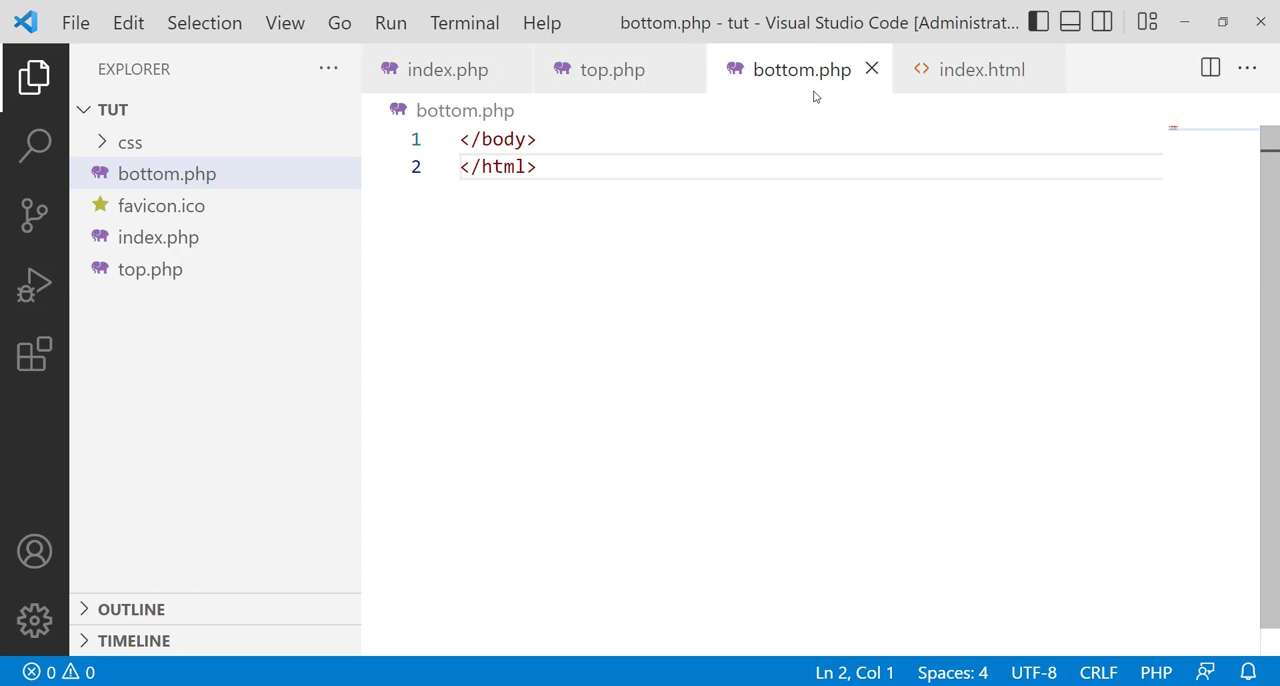 File Edit Selection View Go Run Terminal Help bottom.php - tut - Visual Studio Code [Administrat...
EXPLORER
index.php top.php bottom.php index.html
TUT
css
bottom.php
favicon.ico
index.php
top.php
OUTLINE
TIMELINE
bottom.php
1 </body>
2 </html>
0 0 Ln 2, Col 1 Spaces: 4 UTF-8 CRLF PHP